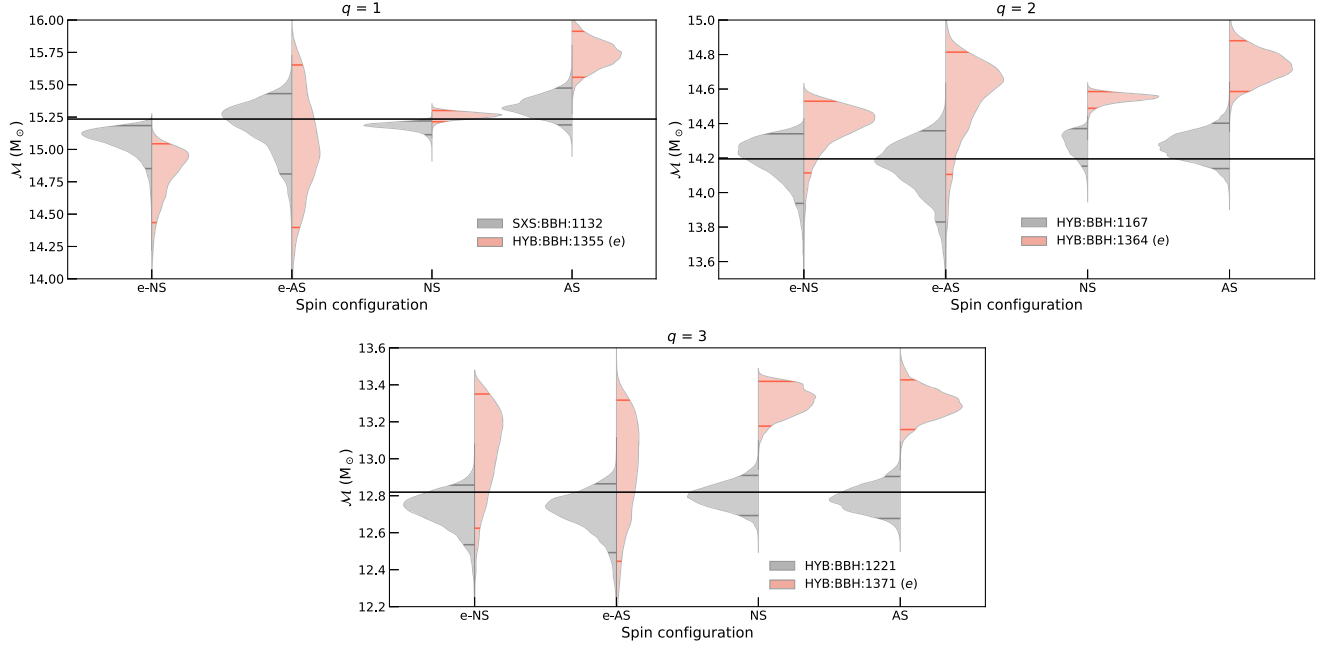 q = 1
16.00
15.75
15.50
15.25
15.00
14.75
14.50
14.25
14.00
ℳ (M⊙)
SXS:BBH:1132
HYB:BBH:1355 (e)
e-NS
e-AS
NS
AS
Spin configuration
q = 2
15.0
14.8
14.6
14.4
14.2
14.0
13.8
13.6
ℳ (M⊙)
HYB:BBH:1167
HYB:BBH:1364 (e)
e-NS
e-AS
NS
AS
Spin configuration
q = 3
13.6
13.4
13.2
13.0
12.8
12.6
12.4
12.2
ℳ (M⊙)
HYB:BBH:1221
HYB:BBH:1371 (e)
e-NS
e-AS
NS
AS
Spin configuration